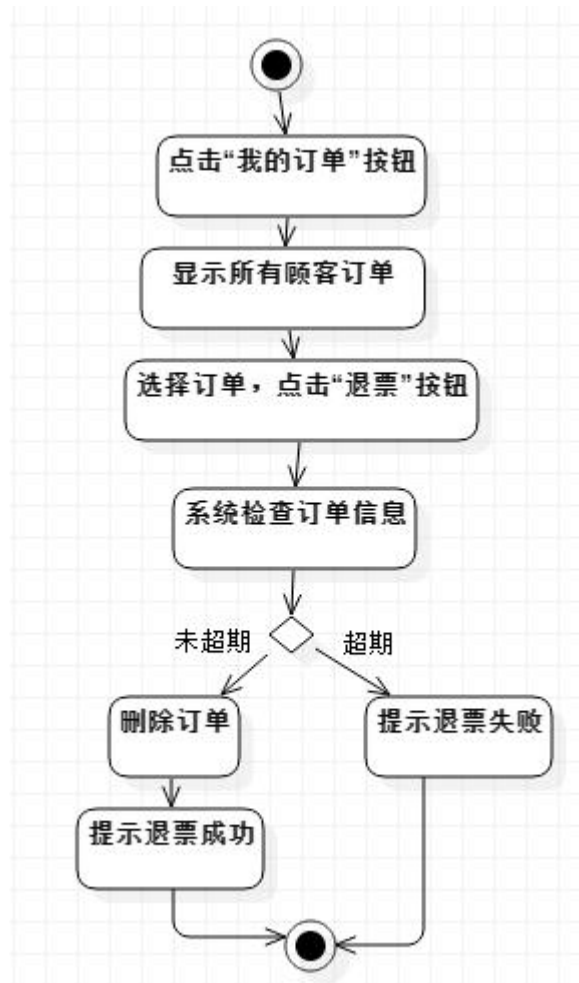 点击“我的订单”按钮
显示所有顾客订单
选择订单，点击“退票”按钮
系统检查订单信息
未超期
超期
删除订单
提示退票失败
提示退票成功